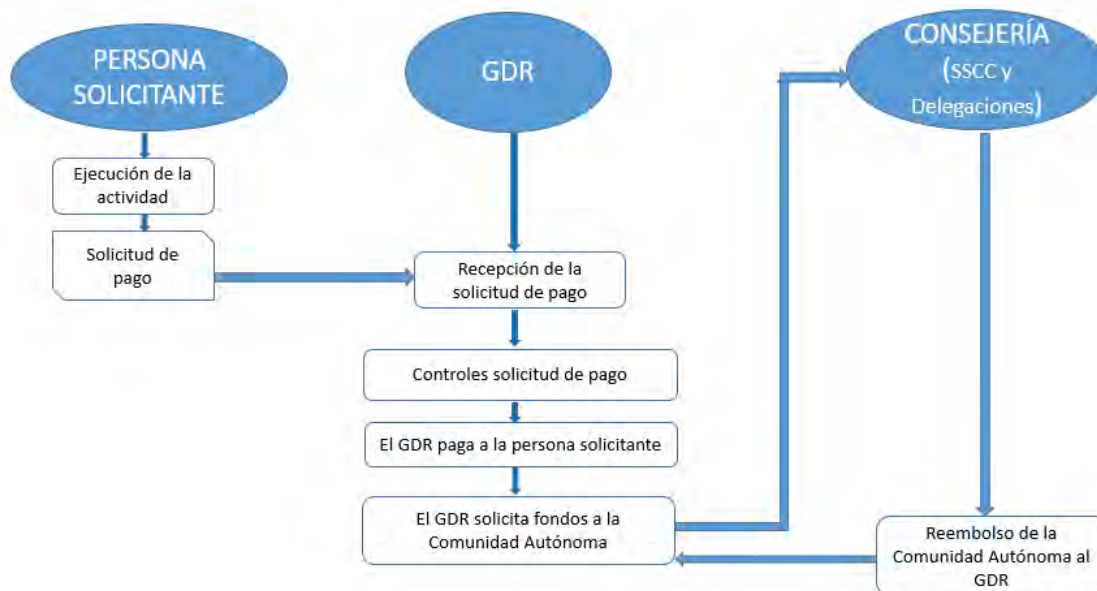 PERSONA
SOLICITANTE
Ejecución de la
actividad
Solicitud de
pago
GDR
Recepción de la
solicitud de pago
Controles solicitud de pago
El GDR paga a la persona solicitante
El GDR solicita fondos a la
Comunidad Autónoma
CONSEJERÍA
(SSCC y
Delegaciones)
Reembolso de la
Comunidad Autónoma al
GDR